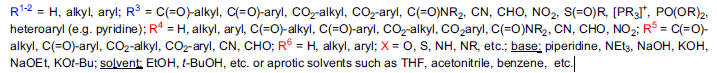 R¹⁻² = H, alkyl, aryl; R³ = C(=O)-alkyl, C(=O)-aryl, CO₂-alkyl, CO₂-aryl, C(=O)NR₂, CN, CHO, NO₂, S(=O)R, [PR₃]⁺, PO(OR)₂,
heteroaryl (e.g. pyridine); R⁴ = H, alkyl, aryl, C(=O)-alkyl, C(=O)-aryl, CO₂-alkyl, CO₂aryl, C(=O)NR₂, CN, CHO, NO₂; R⁵ = C(=O)-
alkyl, C(=O)-aryl, CO₂-alkyl, CO₂-aryl, CN, CHO; R⁶ = H, alkyl, aryl; X = O, S, NH, NR, etc.; base: piperidine, NEt₃, NaOH, KOH,
NaOEt, KOt-Bu; solvent: EtOH, t-BuOH, etc. or aprotic solvents such as THF, acetonitrile, benzene, etc.